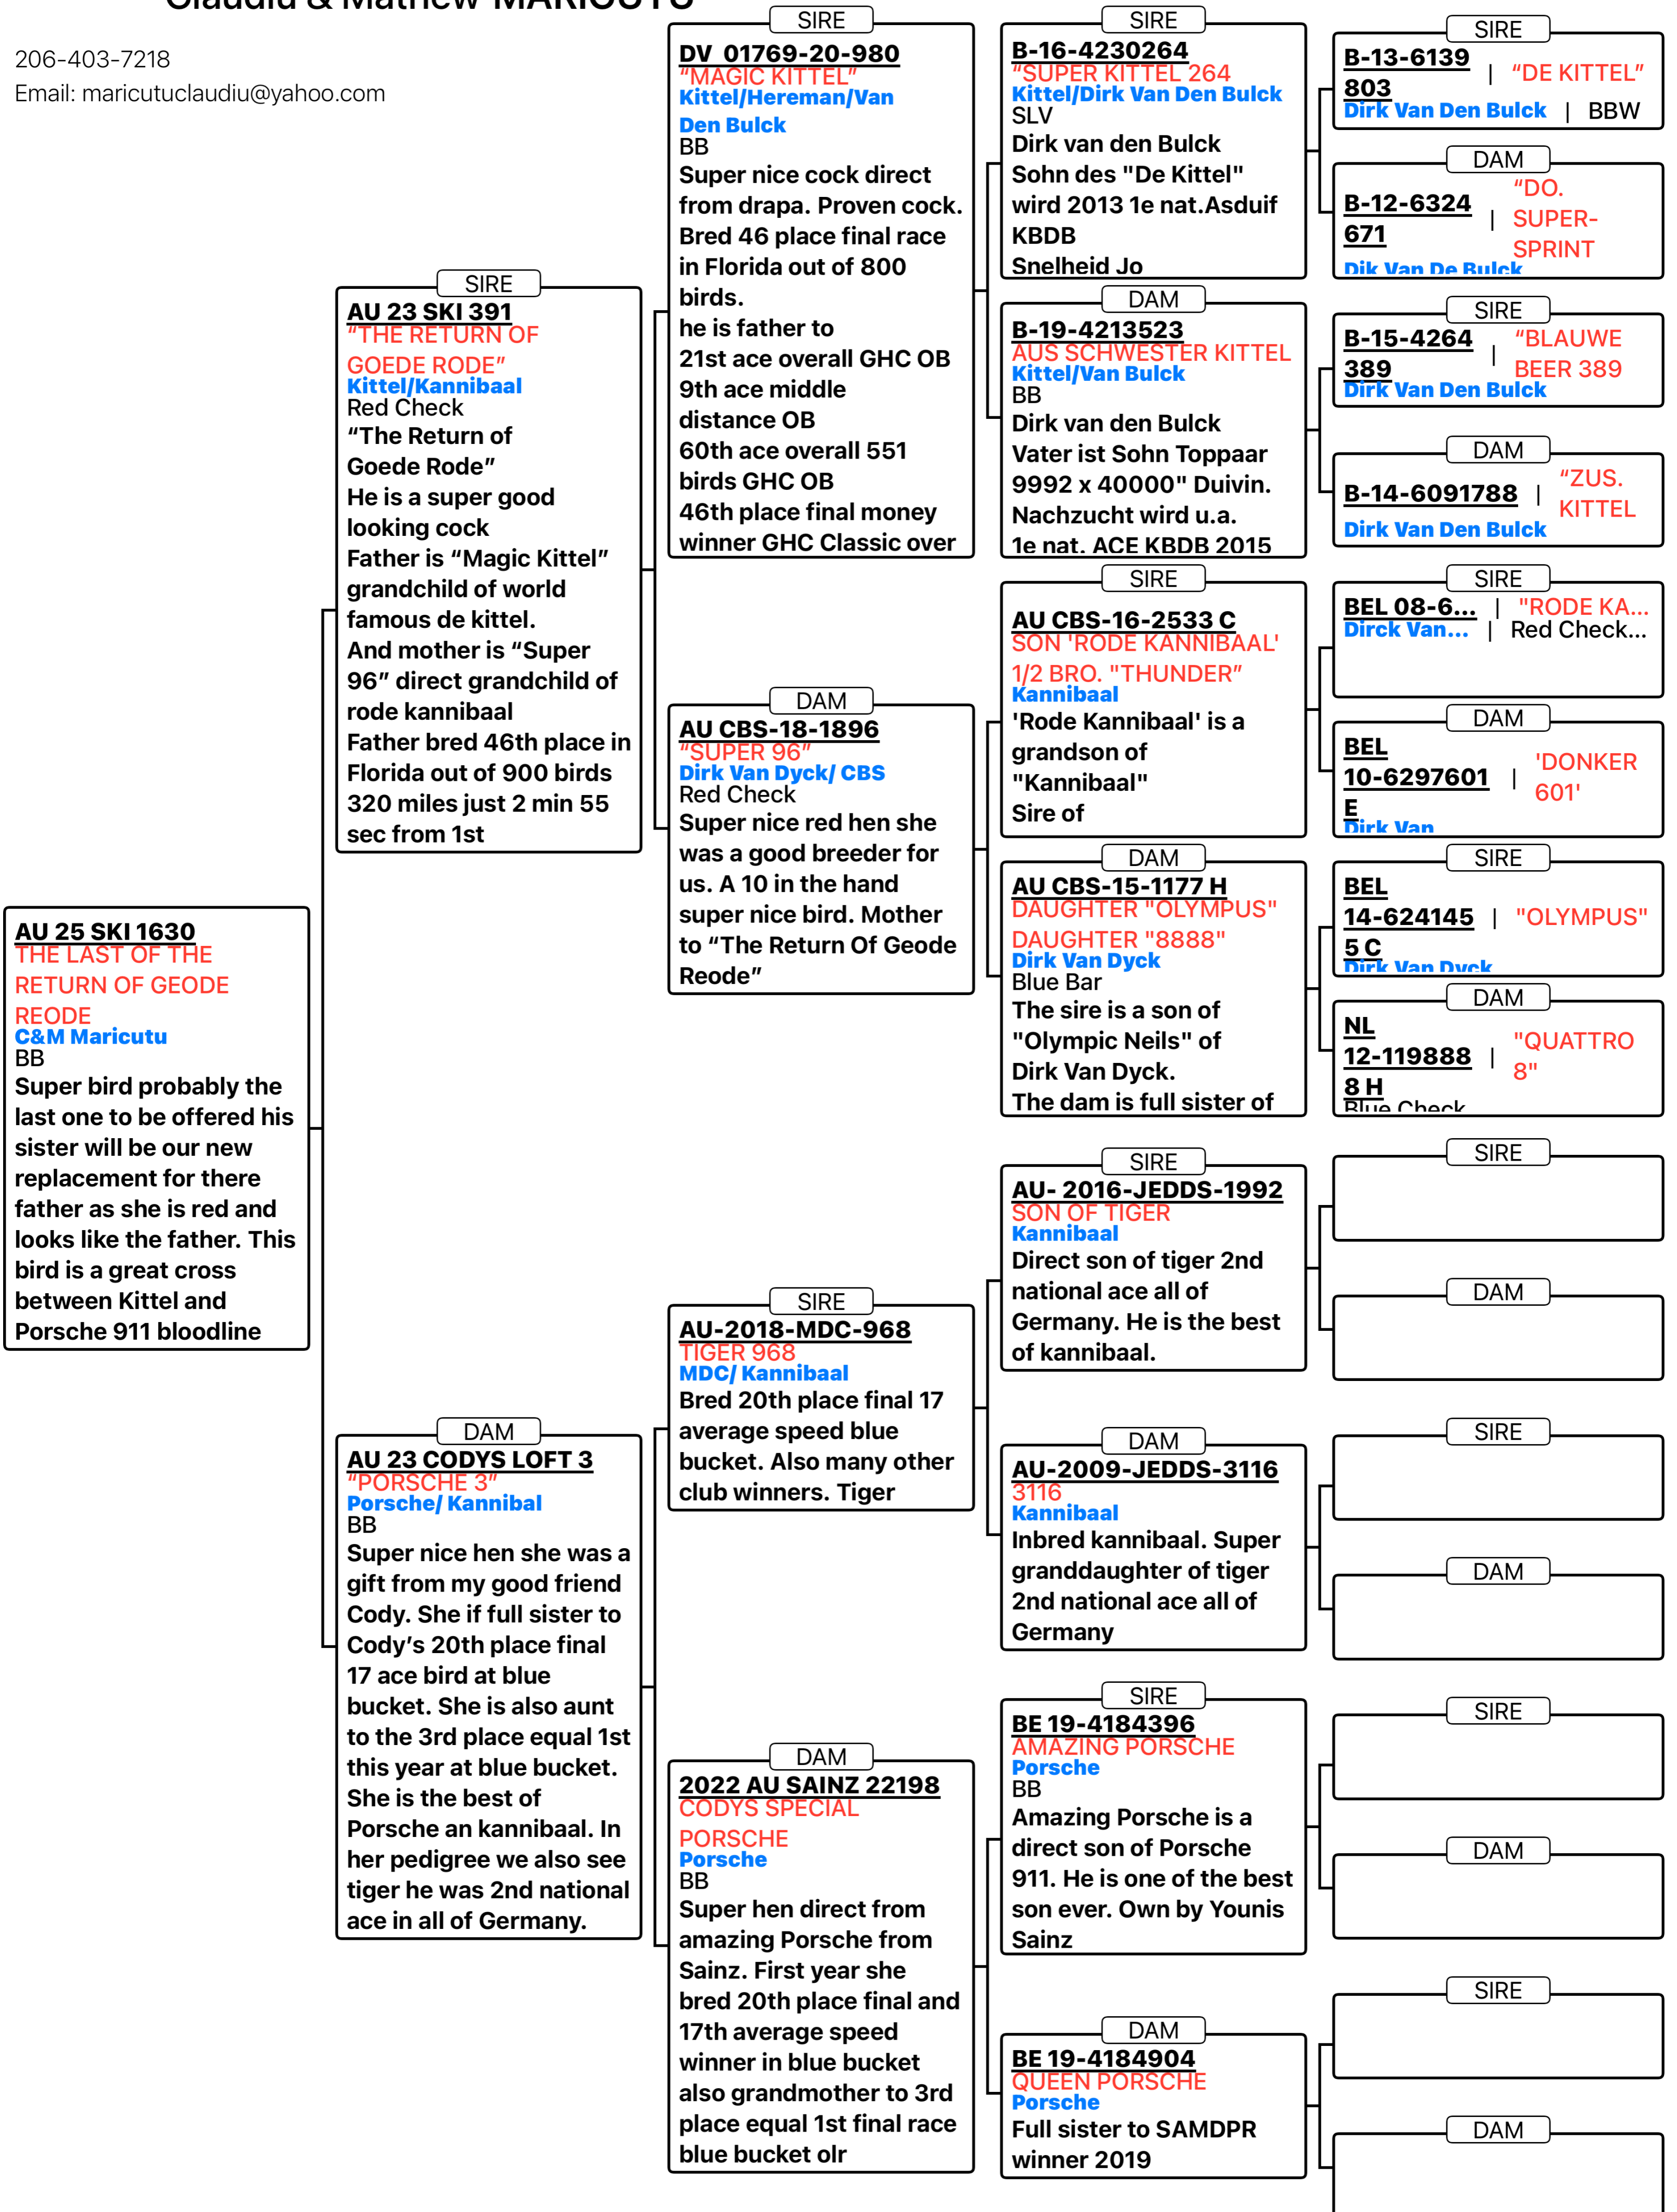 Claudiu & Mathew MARICUTU
206-403-7218
Email: maricutuclaudiu@yahoo.com
AU 25 SKI 1630
THE LAST OF THE
RETURN OF GEODE
REODE
C&M Maricutu
BB
Super bird probably the
last one to be offered his
sister will be our new
replacement for there
father as she is red and
looks like the father. This
bird is a great cross
between Kittel and
Porsche 911 bloodline
SIRE
AU 23 SKI 391
“THE RETURN OF
GOEDE RODE”
Kittel/Kannibaal
Red Check
“The Return of
Goede Rode”
He is a super good
looking cock
Father is “Magic Kittel”
grandchild of world
famous de kittel.
And mother is “Super
96” direct grandchild of
rode kannibaal
Father bred 46th place in
Florida out of 900 birds
320 miles just 2 min 55
sec from 1st
DAM
AU 23 CODYS LOFT 3
“PORSCHE 3”
Porsche/ Kannibal
BB
Super nice hen she was a
gift from my good friend
Cody. She if full sister to
Cody’s 20th place final
17 ace bird at blue
bucket. She is also aunt
to the 3rd place equal 1st
this year at blue bucket.
She is the best of
Porsche an kannibaal. In
her pedigree we also see
tiger he was 2nd national
ace in all of Germany.
SIRE
DV 01769-20-980
“MAGIC KITTEL”
Kittel/Hereman/Van
Den Bulck
BB
Super nice cock direct
from drapa. Proven cock.
Bred 46 place final race
in Florida out of 800
birds.
he is father to
21st ace overall GHC OB
9th ace middle
distance OB
60th ace overall 551
birds GHC OB
46th place final money
winner GHC Classic over
DAM
AU CBS-18-1896
“SUPER 96”
Dirk Van Dyck/ CBS
Red Check
Super nice red hen she
was a good breeder for
us. A 10 in the hand
super nice bird. Mother
to “The Return Of Geode
Reode”
SIRE
AU-2018-MDC-968
TIGER 968
MDC/ Kannibaal
Bred 20th place final 17
average speed blue
bucket. Also many other
club winners. Tiger
DAM
2022 AU SAINZ 22198
CODYS SPECIAL
PORSCHE
Porsche
BB
Super hen direct from
amazing Porsche from
Sainz. First year she
bred 20th place final and
17th average speed
winner in blue bucket
also grandmother to 3rd
place equal 1st final race
blue bucket olr
SIRE
B-16-4230264
“SUPER KITTEL 264
Kittel/Dirk Van Den Bulck
SLV
Dirk van den Bulck
Sohn des "De Kittel"
wird 2013 1e nat.Asduif
KBDB
Snelheid Jo
DAM
B-19-4213523
AUS SCHWESTER KITTEL
Kittel/Van Bulck
BB
Dirk van den Bulck
Vater ist Sohn Toppaar
9992 x 40000" Duivin.
Nachzucht wird u.a.
1e nat. ACE KBDB 2015
SIRE
AU CBS-16-2533 C
SON 'RODE KANNIBAAL'
1/2 BRO. "THUNDER”
Kannibaal
'Rode Kannibaal' is a
grandson of
"Kannibaal"
Sire of
DAM
AU CBS-15-1177 H
DAUGHTER "OLYMPUS"
DAUGHTER "8888"
Dirk Van Dyck
Blue Bar
The sire is a son of
"Olympic Neils" of
Dirk Van Dyck.
The dam is full sister of
SIRE
AU- 2016-JEDDS-1992
SON OF TIGER
Kannibaal
Direct son of tiger 2nd
national ace all of
Germany. He is the best
of kannibaal.
DAM
AU-2009-JEDDS-3116
3116
Kannibaal
Inbred kannibaal. Super
granddaughter of tiger
2nd national ace all of
Germany
SIRE
BE 19-4184396
AMAZING PORSCHE
Porsche
BB
Amazing Porsche is a
direct son of Porsche
911. He is one of the best
son ever. Own by Younis
Sainz
DAM
BE 19-4184904
QUEEN PORSCHE
Porsche
Full sister to SAMDPR
winner 2019
SIRE
B-13-6139
803 | “DE KITTEL”
Dirk Van Den Bulck | BBW
DAM
B-12-6324
671 | “DO.
SUPER-
SPRINT
Dik Van De Bulck
SIRE
B-15-4264
389 | “BLAUWE
BEER 389
Dirk Van Den Bulck
DAM
B-14-6091788 | “ZUS.
KITTEL
Dirk Van Den Bulck
SIRE
BEL 08-6... | "RODE KA...
Dirck Van... | Red Check...
DAM
BEL
10-6297601
E | 'DONKER
601'
Dirk Van
SIRE
BEL
14-624145
5 C | "OLYMPUS"
Dirk Van Dyck
DAM
NL
12-119888
8 H | "QUATTRO
8"
Blue Check
SIRE
DAM
SIRE
DAM
SIRE
DAM
SIRE
DAM